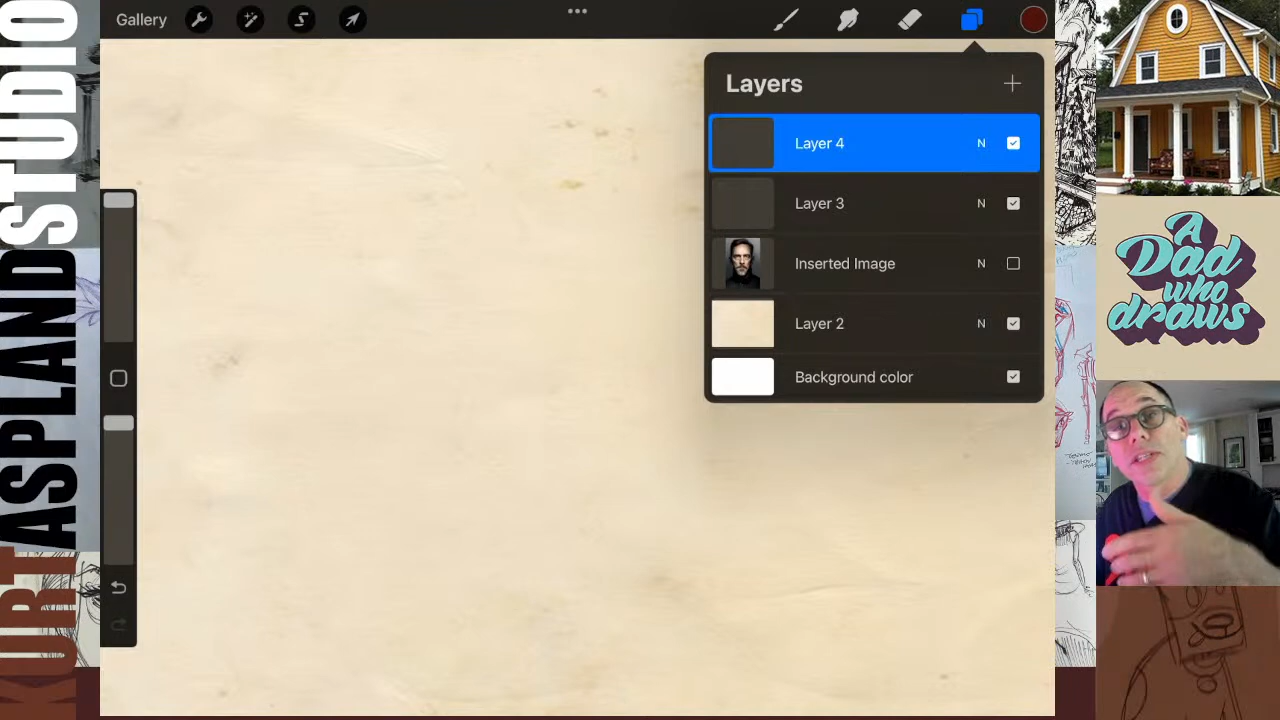 KURT ASPLAND STUDIO
Gallery
Layers
Layer 4 N
Layer 3 N
Inserted Image N
Layer 2 N
Background color
A
Dad
who
draws